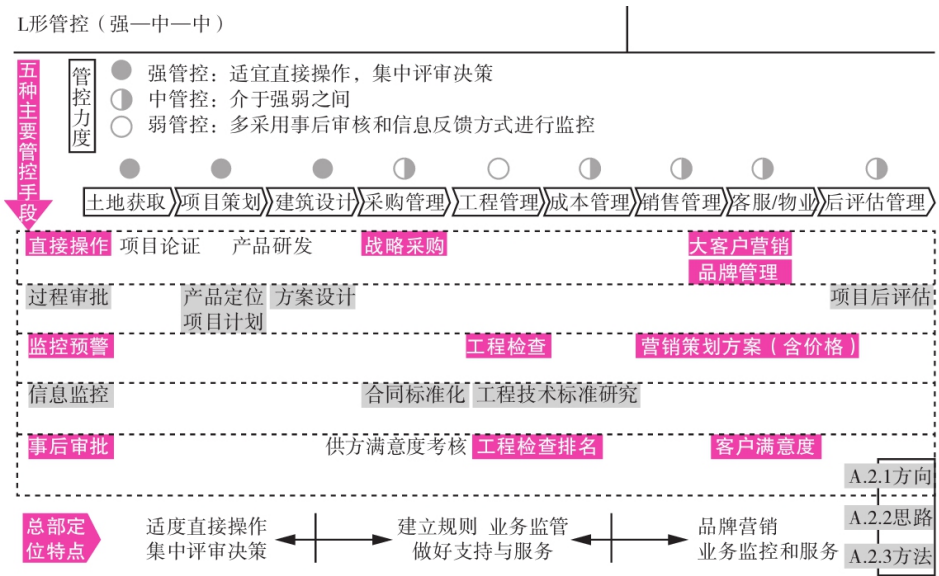 L形管控（强—中—中）
五种主要管控手段
管控力度
强管控：适宜直接操作，集中评审决策
中管控：介于强弱之间
弱管控：多采用事后审核和信息反馈方式进行监控
土地获取 项目策划 建筑设计 采购管理 工程管理 成本管理 销售管理 客服/物业 后评估管理
直接操作 项目论证 产品研发 战略采购 大客户营销
品牌管理
过程审批 产品定位 方案设计 项目后评估
项目计划
监控预警 工程检查 营销策划方案（含价格）
信息监控 合同标准化 工程技术标准研究
事后审批 供方满意度考核 工程检查排名 客户满意度
A.2.1方向
总部定 适度直接操作 建立规则 业务监管 品牌营销 A.2.2思路
位特点 集中评审决策 做好支持与服务 业务监控和服务 A.2.3方法